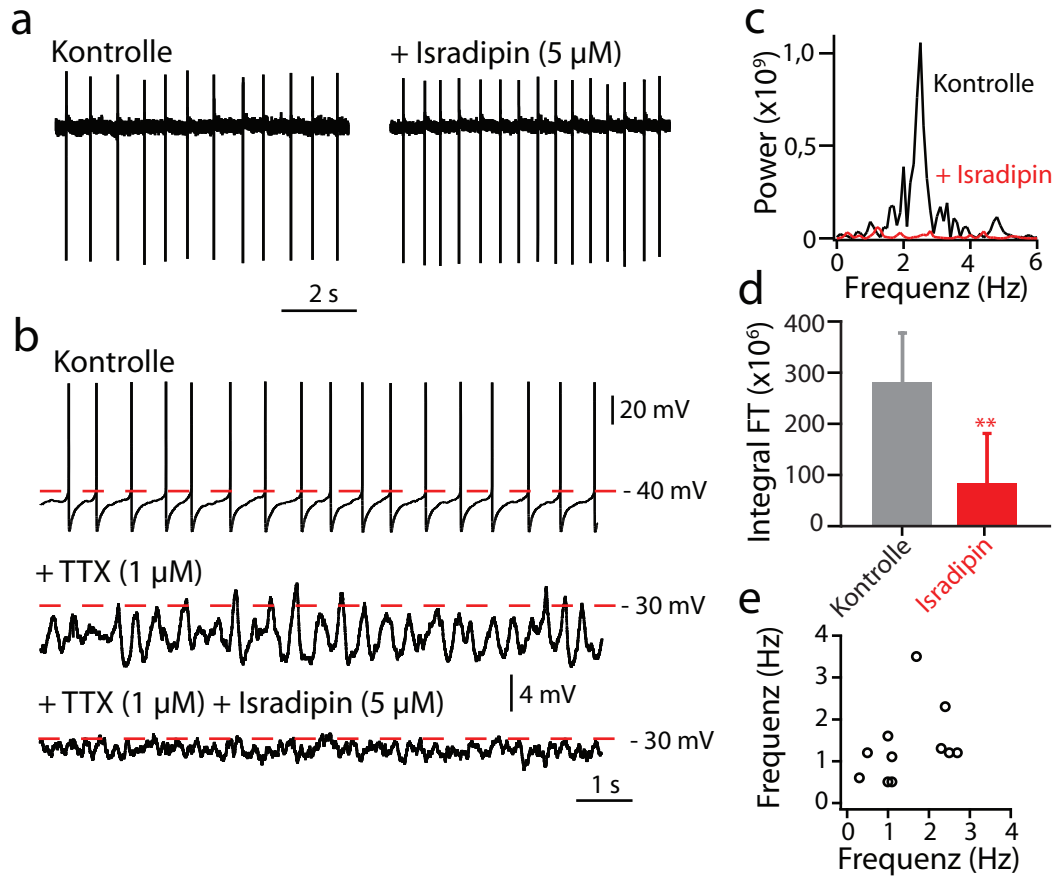 a
Kontrolle
+ Isradipin (5 µM)
2 s
b
Kontrolle
20 mV
- 40 mV
+ TTX (1 µM)
- 30 mV
4 mV
+ TTX (1 µM) + Isradipin (5 µM)
- 30 mV
1 s
c
Power (x10⁹)
1,0
0,5
0
Kontrolle
+ Isradipin
0 2 4 6
Frequenz (Hz)
d
Integral FT (x10⁶)
400
300
200
100
0
**
Kontrolle
Isradipin
e
Frequenz (Hz)
4
3
2
1
0
0 1 2 3 4
Frequenz (Hz)